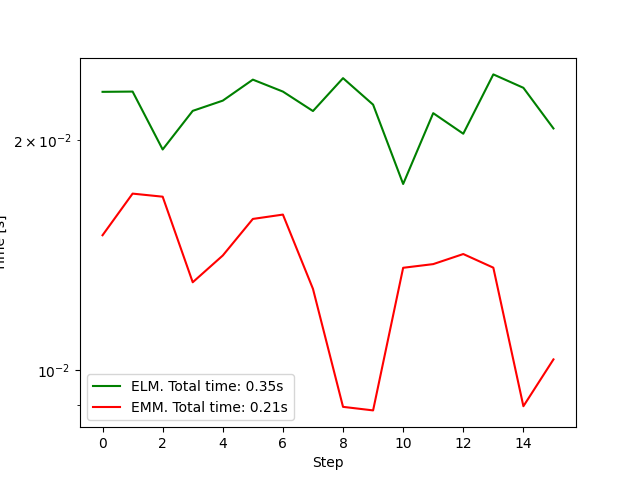 2 × 10⁻²
10⁻²
Time [s]
ELM. Total time: 0.35s
EMM. Total time: 0.21s
0 2 4 6 8 10 12 14
Step